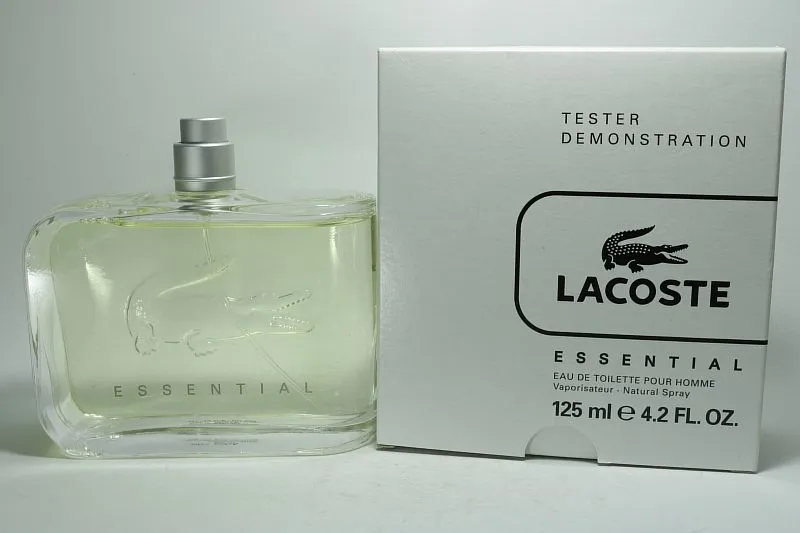 ESSENTIAL
TESTER
DEMONSTRATION
LACOSTE
ESSENTIAL
EAU DE TOILETTE POUR HOMME
Vaporisateur - Natural Spray
125 ml ℮ 4.2 FL. OZ.